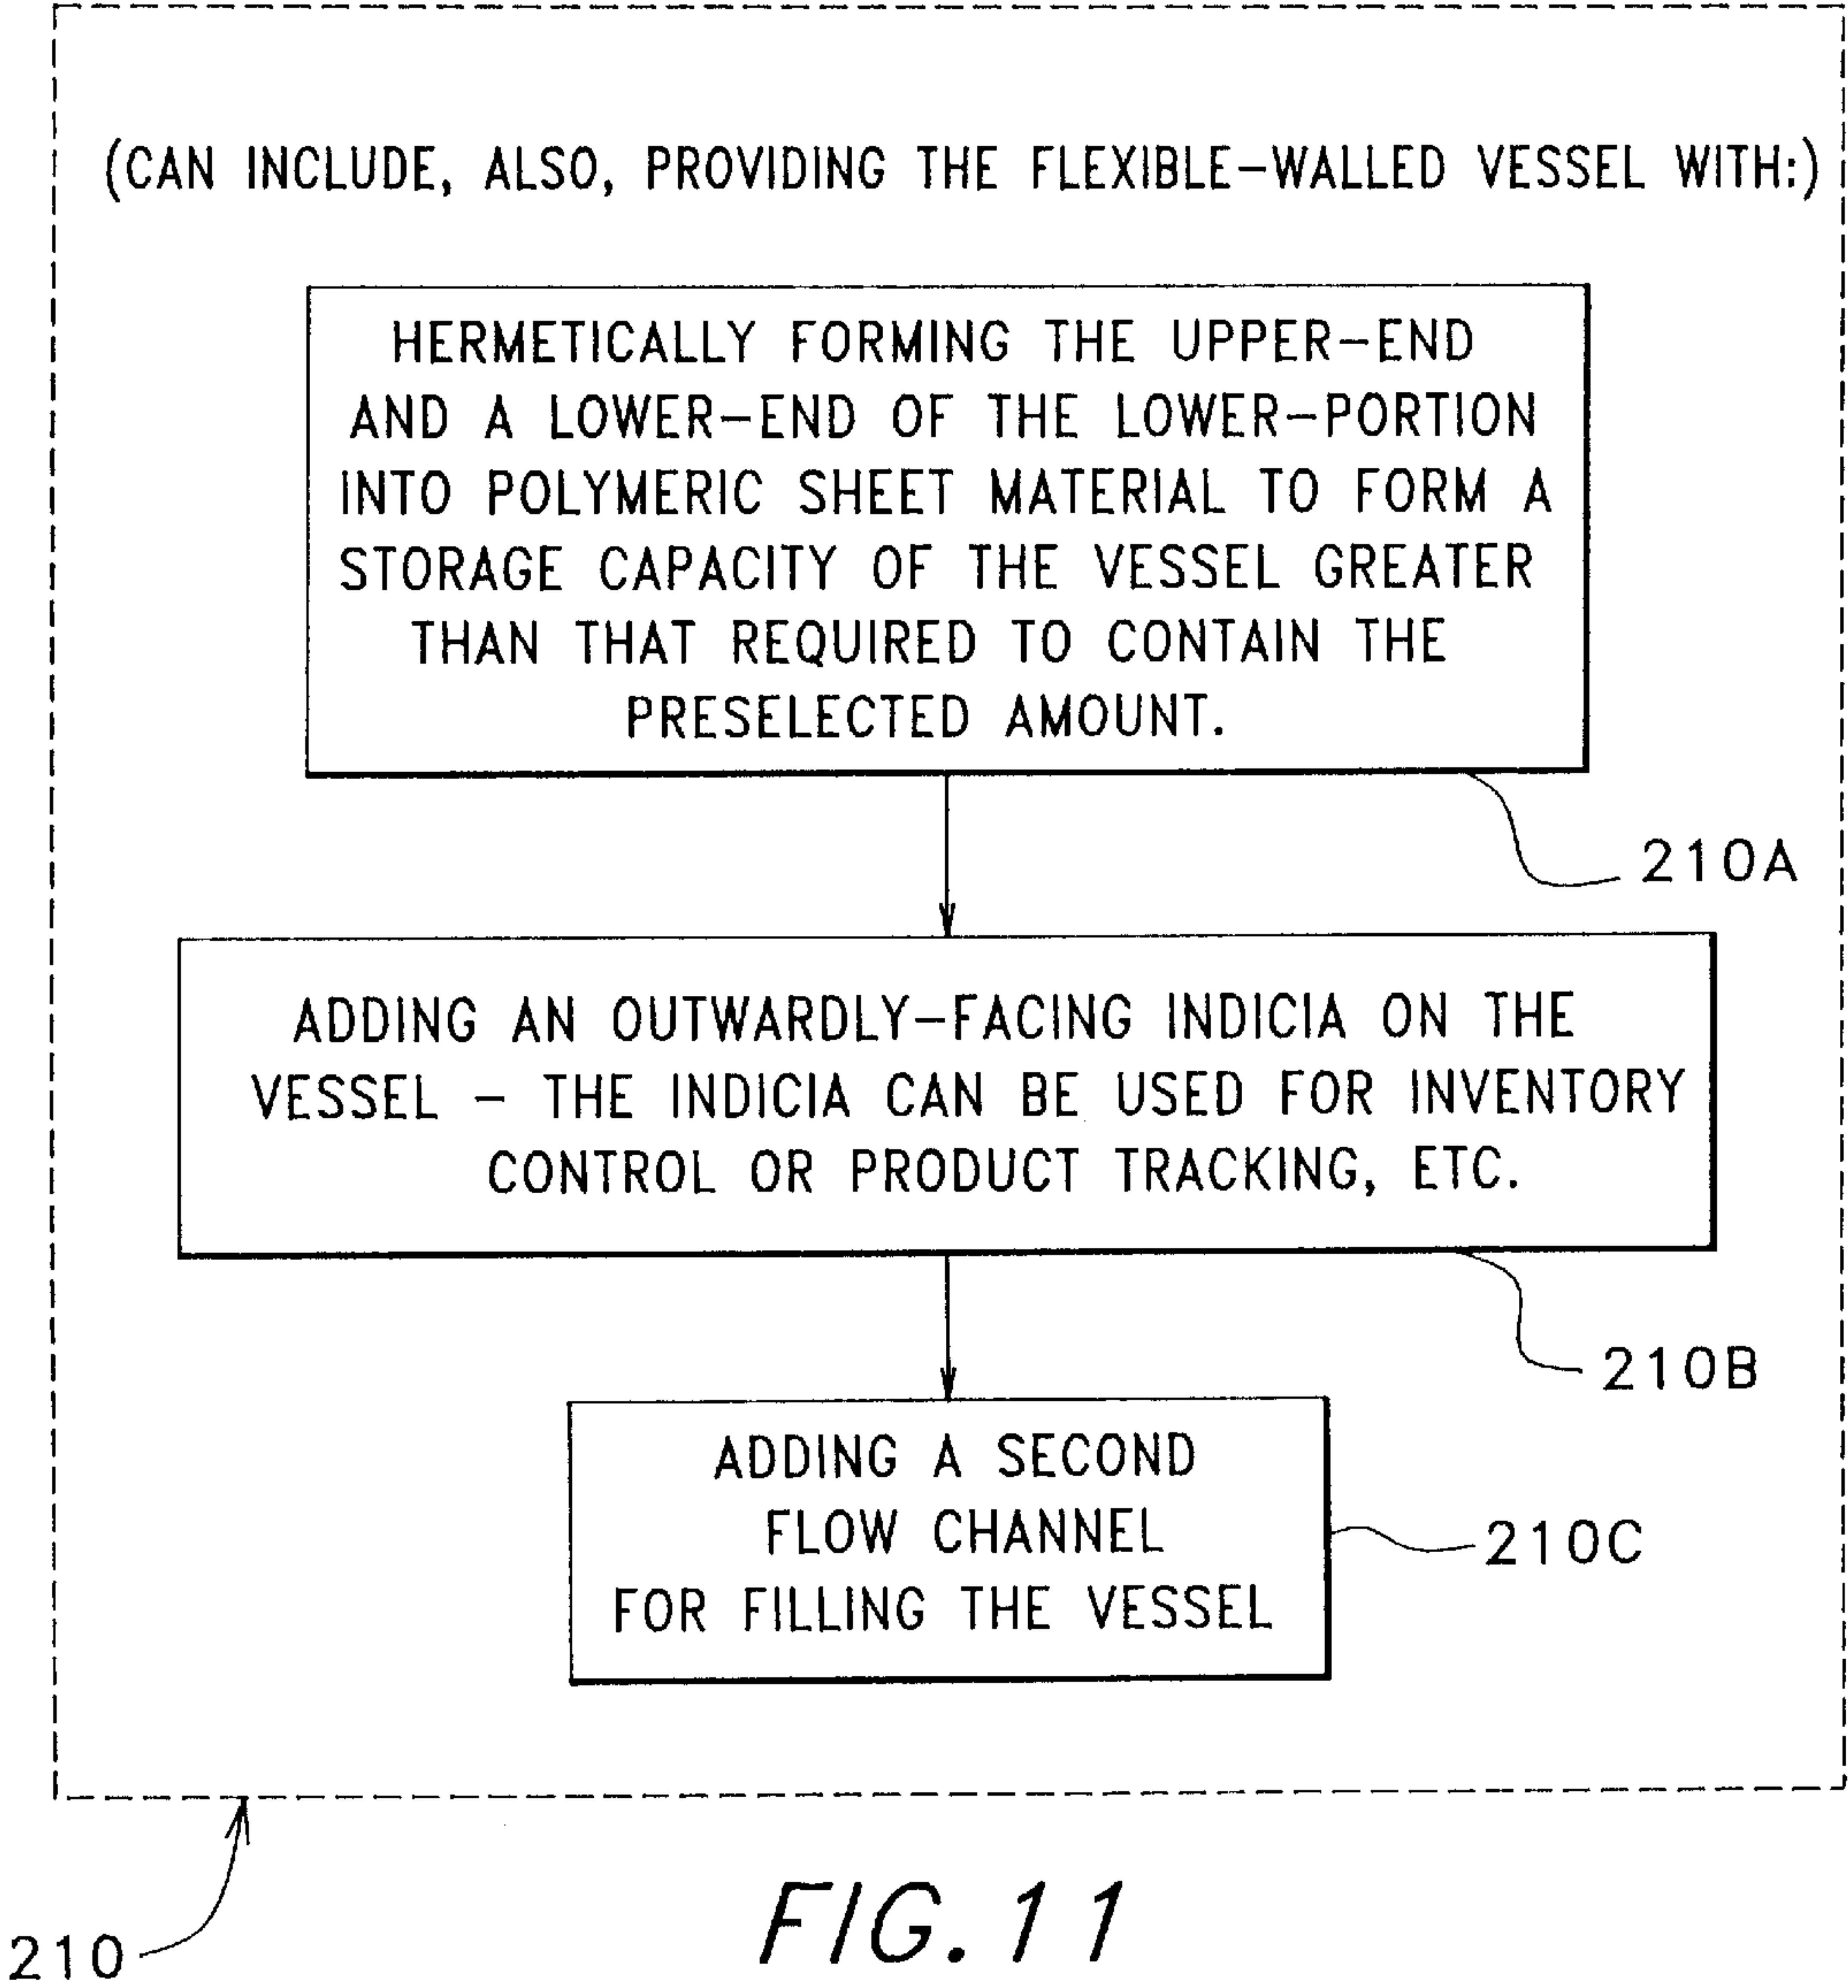 (CAN INCLUDE, ALSO, PROVIDING THE FLEXIBLE-WALLED VESSEL WITH:)
HERMETICALLY FORMING THE UPPER-END
AND A LOWER-END OF THE LOWER-PORTION
INTO POLYMERIC SHEET MATERIAL TO FORM A
STORAGE CAPACITY OF THE VESSEL GREATER
THAN THAT REQUIRED TO CONTAIN THE
PRESELECTED AMOUNT.
210A
ADDING AN OUTWARDLY-FACING INDICIA ON THE
VESSEL - THE INDICIA CAN BE USED FOR INVENTORY
CONTROL OR PRODUCT TRACKING, ETC.
210B
ADDING A SECOND
FLOW CHANNEL
FOR FILLING THE VESSEL
210C
210
FIG. 11